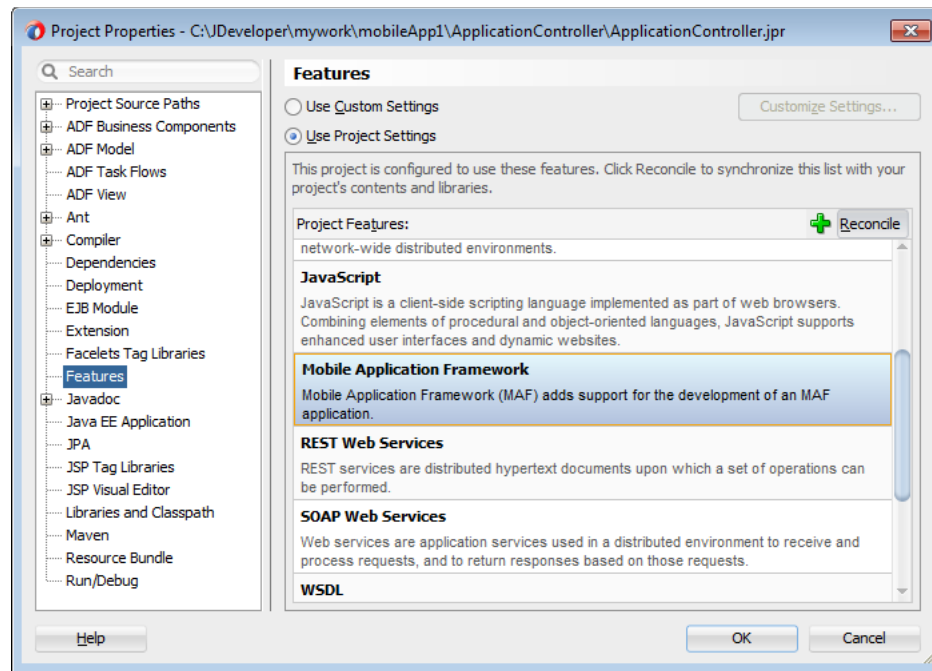 Project Properties - C:\JDeveloper\mywork\mobileApp1\ApplicationController\ApplicationController.jpr
Search
Project Source Paths
ADF Business Components
ADF Model
ADF Task Flows
ADF View
Ant
Compiler
Dependencies
Deployment
EJB Module
Extension
Facelets Tag Libraries
Features
Javadoc
Java EE Application
JPA
JSP Tag Libraries
JSP Visual Editor
Libraries and Classpath
Maven
Resource Bundle
Run/Debug
Features
Use Custom Settings
Customize Settings...
Use Project Settings
This project is configured to use these features. Click Reconcile to synchronize this list with your
project's contents and libraries.
Project Features:
Reconcile
network-wide distributed environments.
JavaScript
JavaScript is a client-side scripting language implemented as part of web browsers.
Combining elements of procedural and object-oriented languages, JavaScript supports
enhanced user interfaces and dynamic websites.
Mobile Application Framework
Mobile Application Framework (MAF) adds support for the development of an MAF
application.
REST Web Services
REST services are distributed hypertext documents upon which a set of operations can
be performed.
SOAP Web Services
Web services are application services used in a distributed environment to receive and
process requests, and to return responses based on those requests.
WSDL
Help
OK
Cancel